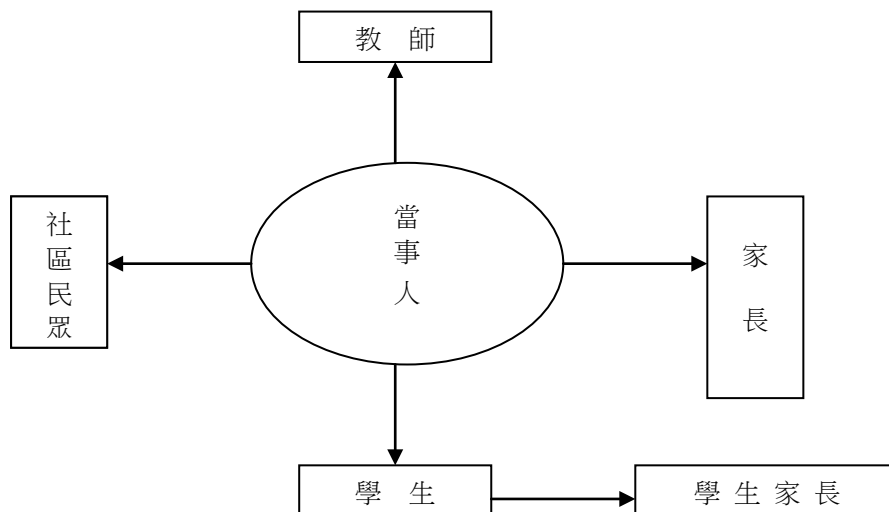 教 師
當事人
社區民眾
家長
學 生
學 生 家 長